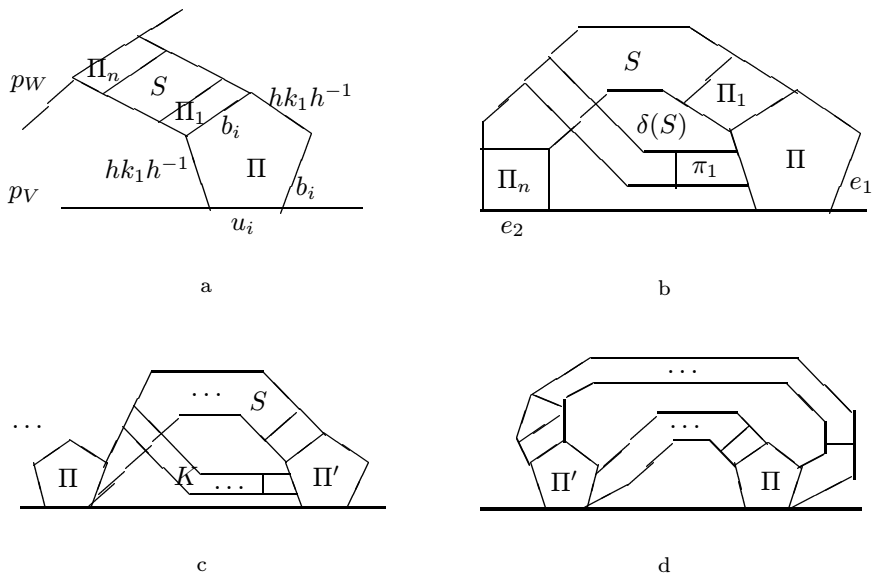 p_W
Π_n
S
Π_1
b_i
hk_1h^{-1}
hk_1h^{-1}
Π
b_i
p_V
u_i
a
S
Π_1
δ(S)
Π_n
π_1
Π
e_1
e_2
b
...
...
S
Π
K
...
Π'
c
...
...
Π'
Π
d